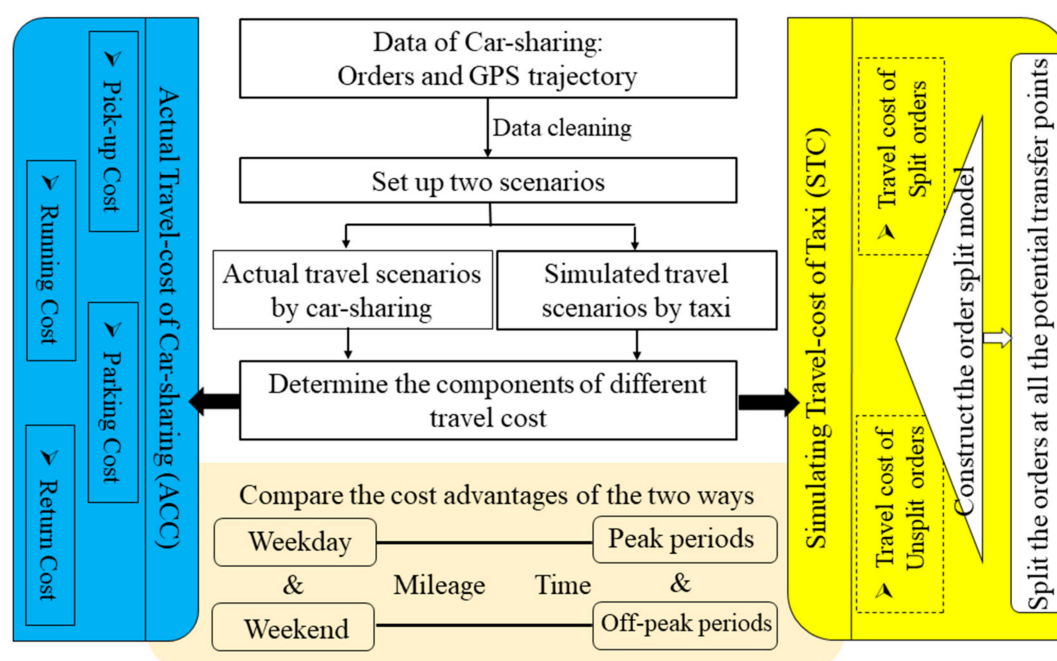 Data of Car-sharing:
Orders and GPS trajectory
Data cleaning
Set up two scenarios
Actual travel scenarios
by car-sharing
Simulated travel
scenarios by taxi
Determine the components of different
travel cost
Actual Travel-cost of Car-sharing (ACC)
➢ Pick-up Cost
➢ Running Cost
➢ Parking Cost
➢ Return Cost
Simulating Travel-cost of Taxi (STC)
➢ Travel cost of
Split orders
➢ Travel cost of
Unsplit orders
Construct the order split model
Split the orders at all the potential transfer points
Compare the cost advantages of the two ways
Weekday
Peak periods
&
Mileage
Time
&
Weekend
Off-peak periods